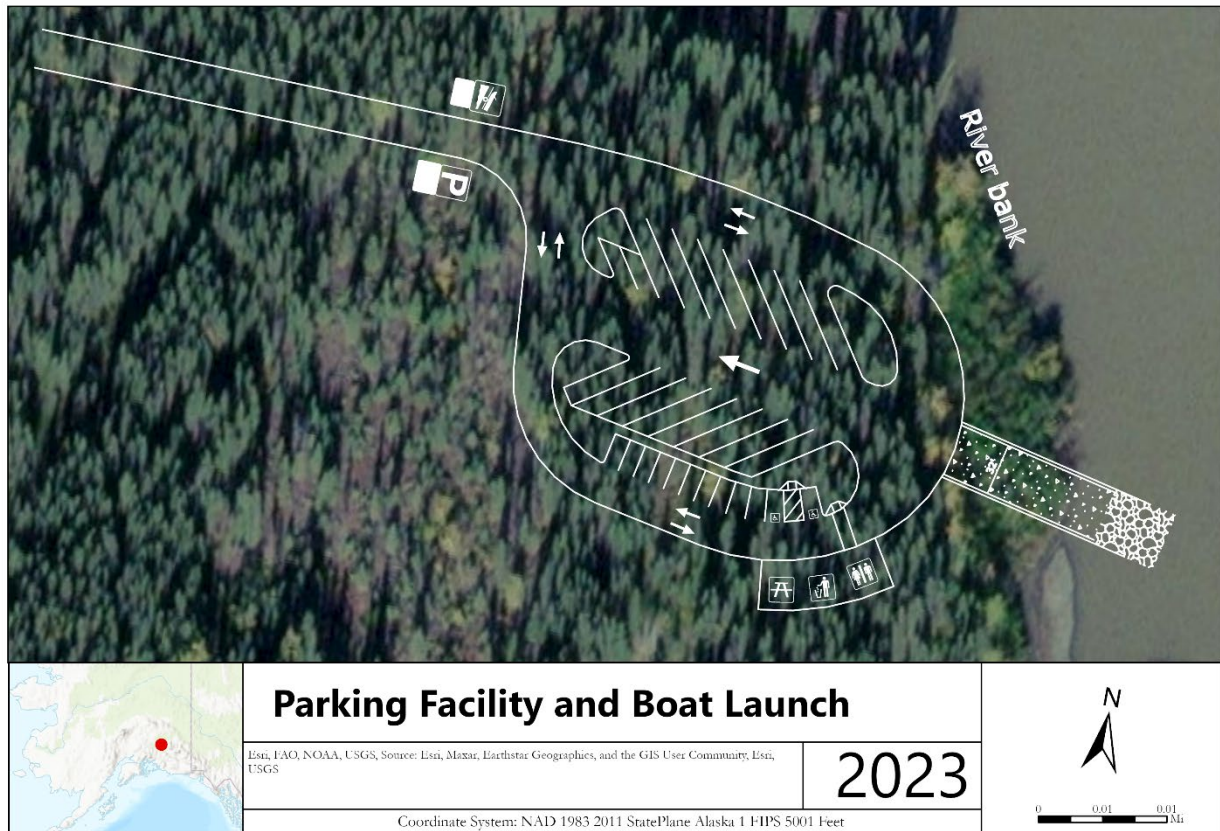 P
River bank
Parking Facility and Boat Launch
Esri, FAO, NOAA, USGS, Source: Esri, Maxar, Earthstar Geographics, and the GIS User Community, Esri,
USGS
2023
Coordinate System: NAD 1983 2011 StatePlane Alaska 1 FIPS 5001 Feet
N
0 0.01 0.01
Mi